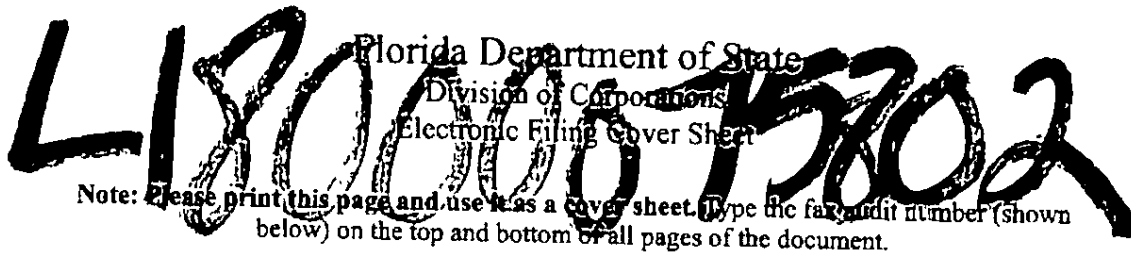 L18000075802
Florida Department of State
Division of Corporations
Electronic Filing Cover Sheet
Note: Please print this page and use it as a cover sheet. Type the fax audit number (shown
below) on the top and bottom of all pages of the document.